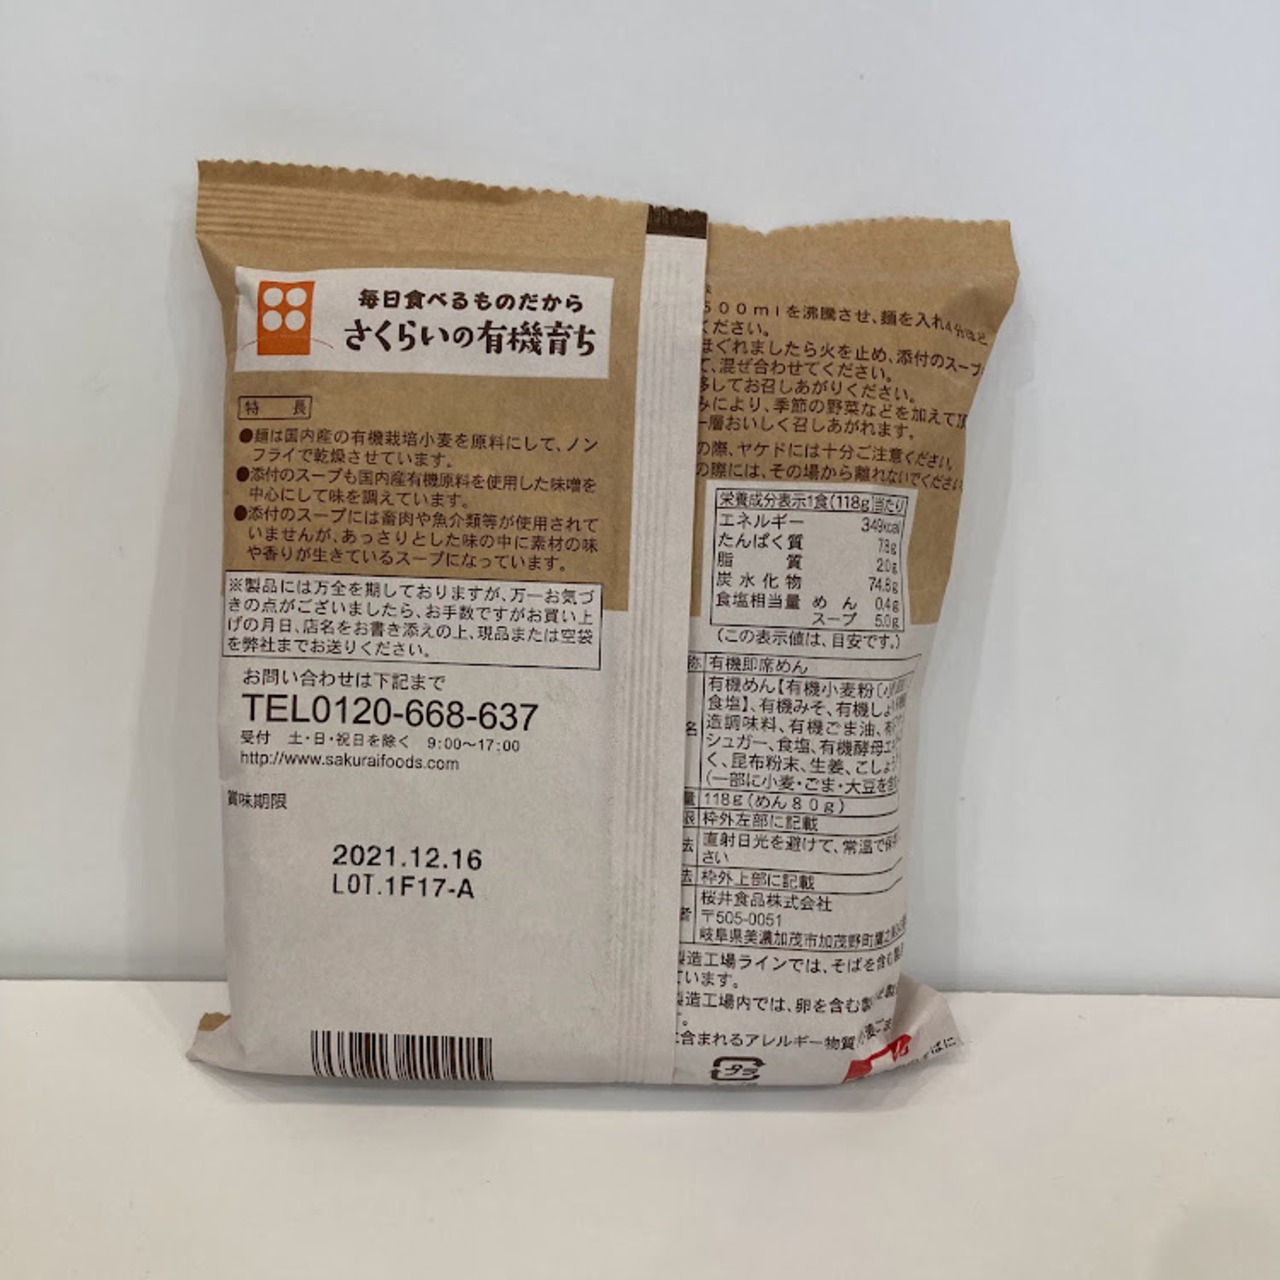 毎日食べるものだから
さくらいの有機育ち
特 長
●麺は国内産の有機栽培小麦を原料にして、ノン
フライで乾燥させています。
●添付のスープも国内産有機原料を使用した味噌を
中心にして味を調えています。
●添付のスープには畜肉や魚介類等が使用されて
いませんが、あっさりとした味の中に素材の味
や香りが生きているスープになっています。
※製品には万全を期しておりますが、万一お気づ
きの点がございましたら、お手数ですがお買い上
げの月日、店名をお書き添えの上、現品または空袋
を弊社までお送りください。
お問い合わせは下記まで
TEL0120-668-637
受付 土・日・祝日を除く 9:00〜17:00
http://www.sakuraifoods.com
賞味期限
2021.12.16
LOT.1F17-A
500mlを沸騰させ、麺を入れ4分ほど
ください。
ほぐれましたら火を止め、添付のスープ
て、混ぜ合わせてください。
移してお召しあがりください。
みにより、季節の野菜などを加えて頂
一層おいしく召しあがれます。
の際、ヤケドには十分ご注意ください。
の際には、その場から離れないでください
栄養成分表示1食(118g)当たり
エネルギー 349kcal
たんぱく質 7.8g
脂 質 2.0g
炭水化物 74.8g
食塩相当量 めん 0.4g
スープ 5.0g
(この表示値は、目安です。)
称 有機即席めん
有機めん【有機小麦粉(小
食塩】、有機みそ、有機しょ
名 造調味料、有機ごま油、
シュガー、食塩、有機酵母エ
く、昆布粉末、生姜、こしょう
(一部に小麦・ごま・大豆を含
量 118g(めん80g)
限 枠外左部に記載
法 直射日光を避けて、常温で保
さい
法 枠外上部に記載
者 桜井食品株式会社
〒505-0051
岐阜県美濃加茂市加茂野町鷹之
製造工場ラインでは、そばを含む製
ています。
製造工場内では、卵を含む製
。
に含まれるアレルギー物質
プラ